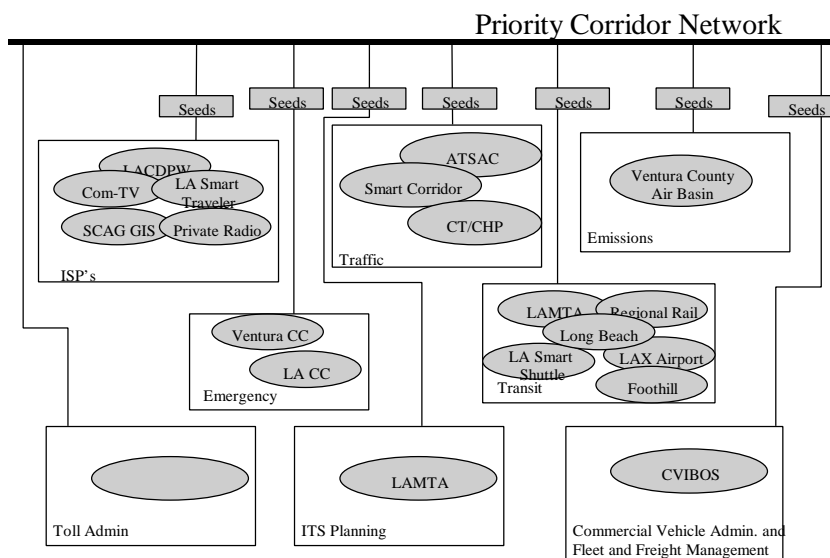 Priority Corridor Network
Seeds
Seeds
Seeds
Seeds
Seeds
Seeds
Seeds
LACDPW
Com-TV
LA Smart
Traveler
SCAG GIS
Private Radio
ISP's
ATSAC
Smart Corridor
CT/CHP
Traffic
Ventura County
Air Basin
Emissions
Ventura CC
LA CC
Emergency
LAMTA
Regional Rail
Long Beach
LA Smart
Shuttle
LAX Airport
Foothill
Transit
Toll Admin
LAMTA
ITS Planning
CVIBOS
Commercial Vehicle Admin. and
Fleet and Freight Management